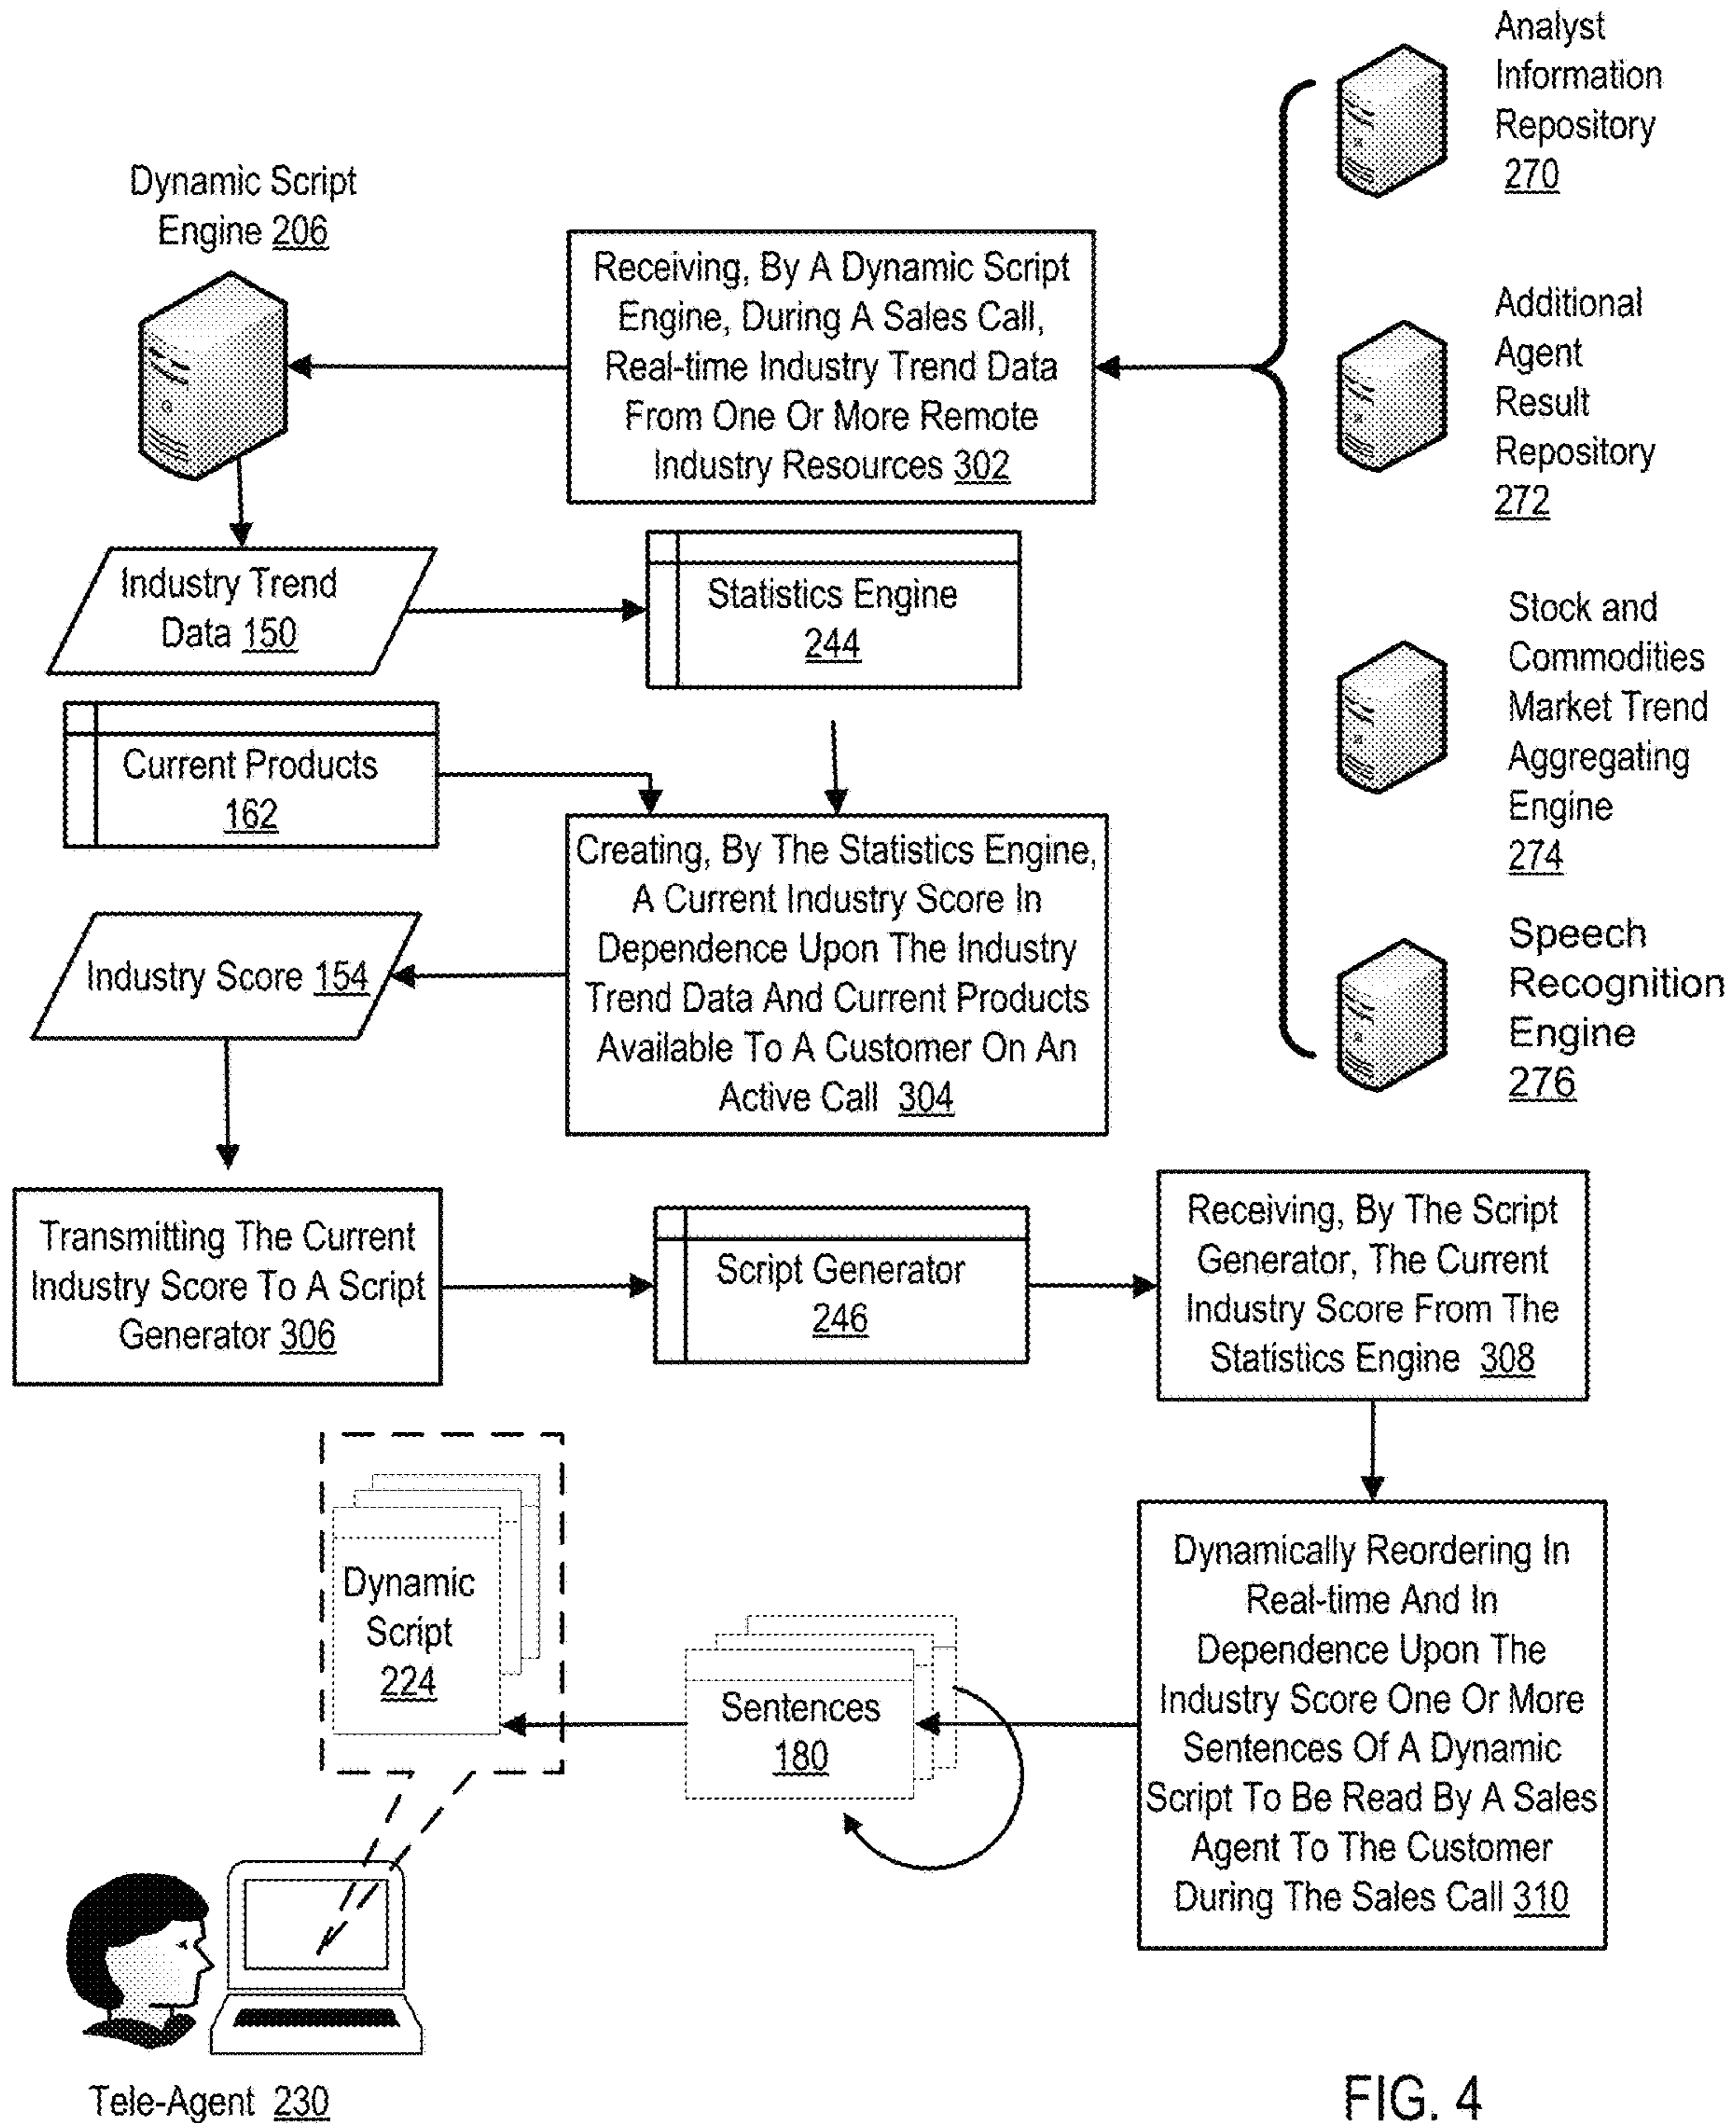 Analyst
Information
Repository
270
Dynamic Script
Engine 206
Receiving, By A Dynamic Script
Engine, During A Sales Call,
Real-time Industry Trend Data
From One Or More Remote
Industry Resources 302
Additional
Agent
Result
Repository
272
Industry Trend
Data 150
Statistics Engine
244
Stock and
Commodities
Market Trend
Aggregating
Engine
274
Current Products
162
Creating, By The Statistics Engine,
A Current Industry Score In
Dependence Upon The Industry
Trend Data And Current Products
Available To A Customer On An
Active Call 304
Industry Score 154
Speech
Recognition
Engine
276
Transmitting The Current
Industry Score To A Script
Generator 306
Script Generator
246
Receiving, By The Script
Generator, The Current
Industry Score From The
Statistics Engine 308
Dynamically Reordering In
Real-time And In
Dependence Upon The
Industry Score One Or More
Sentences Of A Dynamic
Script To Be Read By A Sales
Agent To The Customer
During The Sales Call 310
Sentences
180
Dynamic
Script
224
Tele-Agent 230
FIG. 4